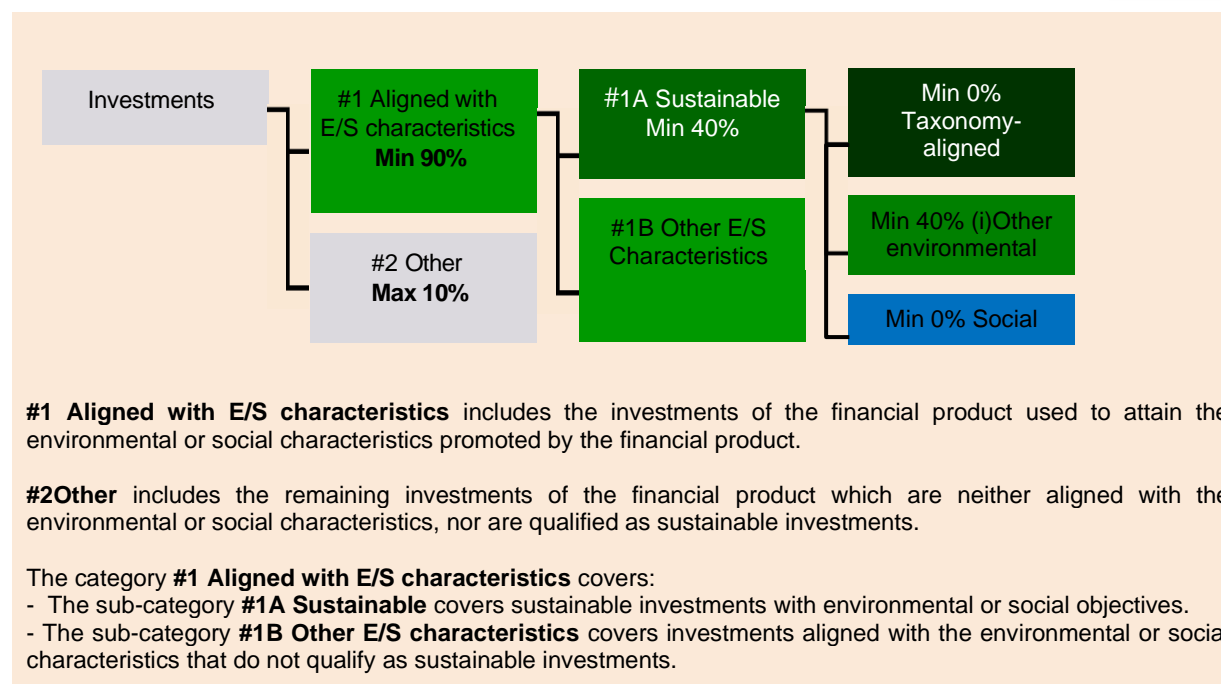 Investments
#1 Aligned with
E/S characteristics
Min 90%
#2 Other
Max 10%
#1A Sustainable
Min 40%
#1B Other E/S
Characteristics
Min 0%
Taxonomy-
aligned
Min 40% (i)Other
environmental
Min 0% Social
#1 Aligned with E/S characteristics includes the investments of the financial product used to attain the
environmental or social characteristics promoted by the financial product.
#2Other includes the remaining investments of the financial product which are neither aligned with the
environmental or social characteristics, nor are qualified as sustainable investments.
The category #1 Aligned with E/S characteristics covers:
- The sub-category #1A Sustainable covers sustainable investments with environmental or social objectives.
- The sub-category #1B Other E/S characteristics covers investments aligned with the environmental or social
characteristics that do not qualify as sustainable investments.